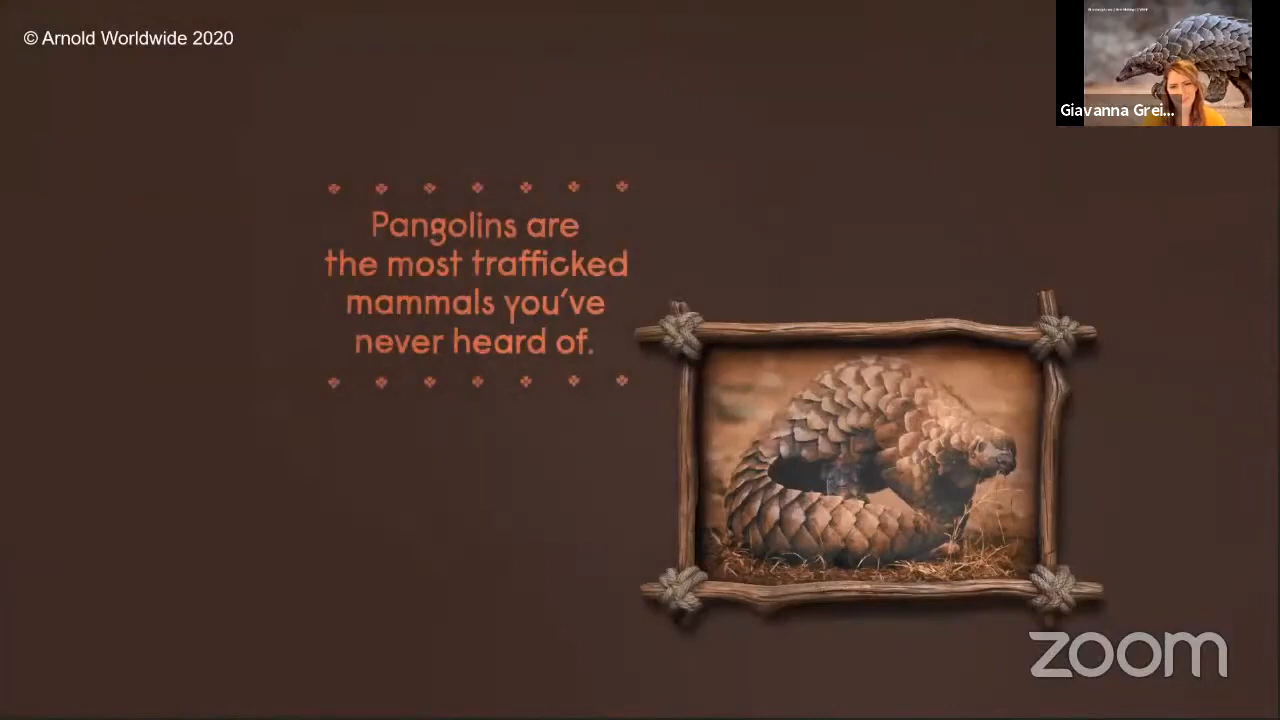 © Arnold Worldwide 2020
Giavanna Grei...
Pangolins are
the most trafficked
mammals you've
never heard of.
zoom